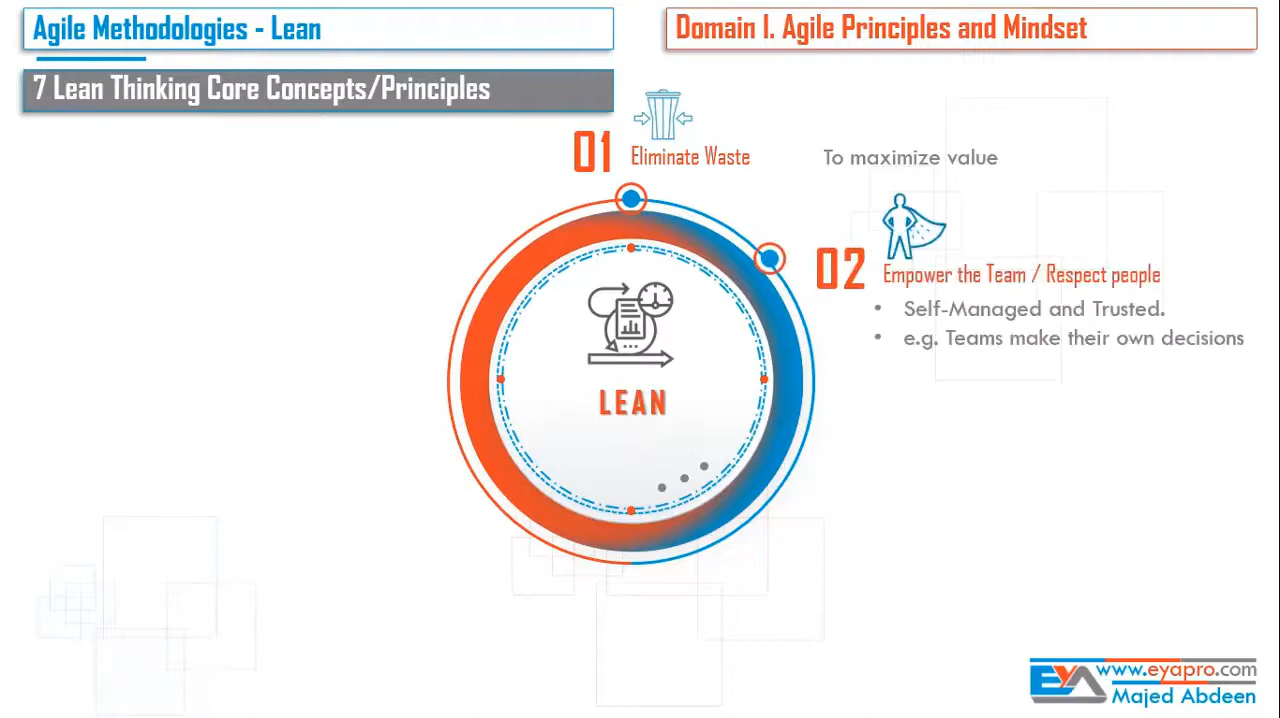 Agile Methodologies - Lean
Domain I. Agile Principles and Mindset
7 Lean Thinking Core Concepts/Principles
01
Eliminate Waste
To maximize value
02
Empower the Team / Respect people
• Self-Managed and Trusted.
• e.g. Teams make their own decisions
LEAN
EYA
www.eyapro.com
Majed Abdeen